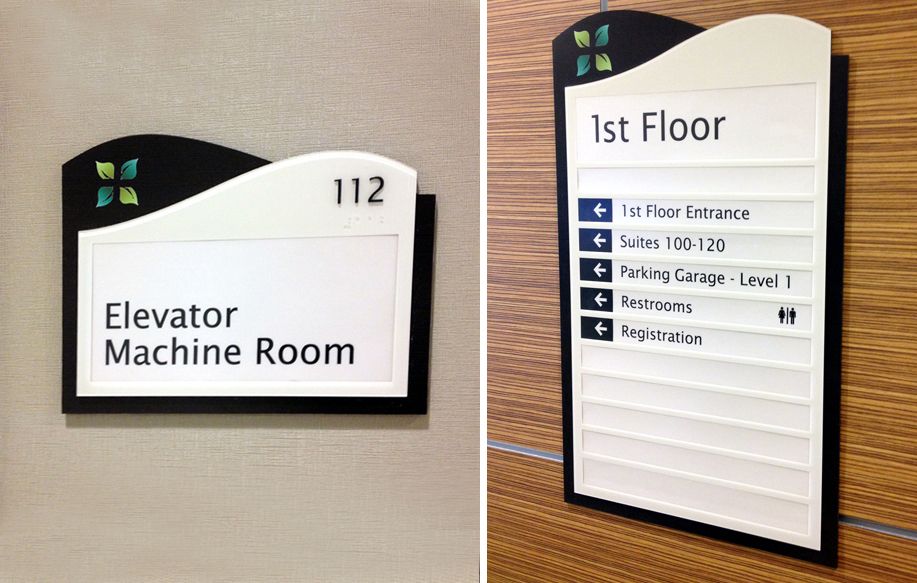 112
Elevator
Machine Room
1st Floor
← 1st Floor Entrance
← Suites 100-120
← Parking Garage - Level 1
← Restrooms
← Registration